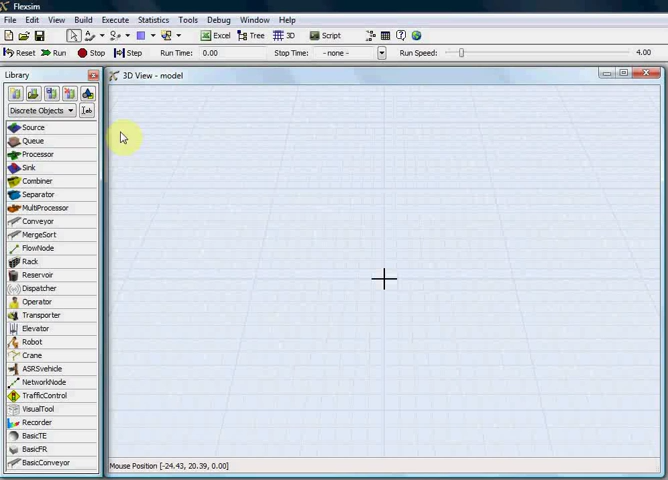 Flexsim
File Edit View Build Execute Statistics Tools Debug Window Help
Excel Tree 3D Script
Reset Run Stop Step Run Time: 0.00 Stop Time: - none - Run Speed: 4.00
Library
3D View - model
Discrete Objects
Source
Queue
Processor
Sink
Combiner
Separator
MultiProcessor
Conveyor
MergeSort
FlowNode
Rack
Reservoir
Dispatcher
Operator
Transporter
Elevator
Robot
Crane
ASRSvehicle
NetworkNode
TrafficControl
VisualTool
Recorder
BasicTE
BasicFR
BasicConveyor
Mouse Position [-24.43, 20.39, 0.00]